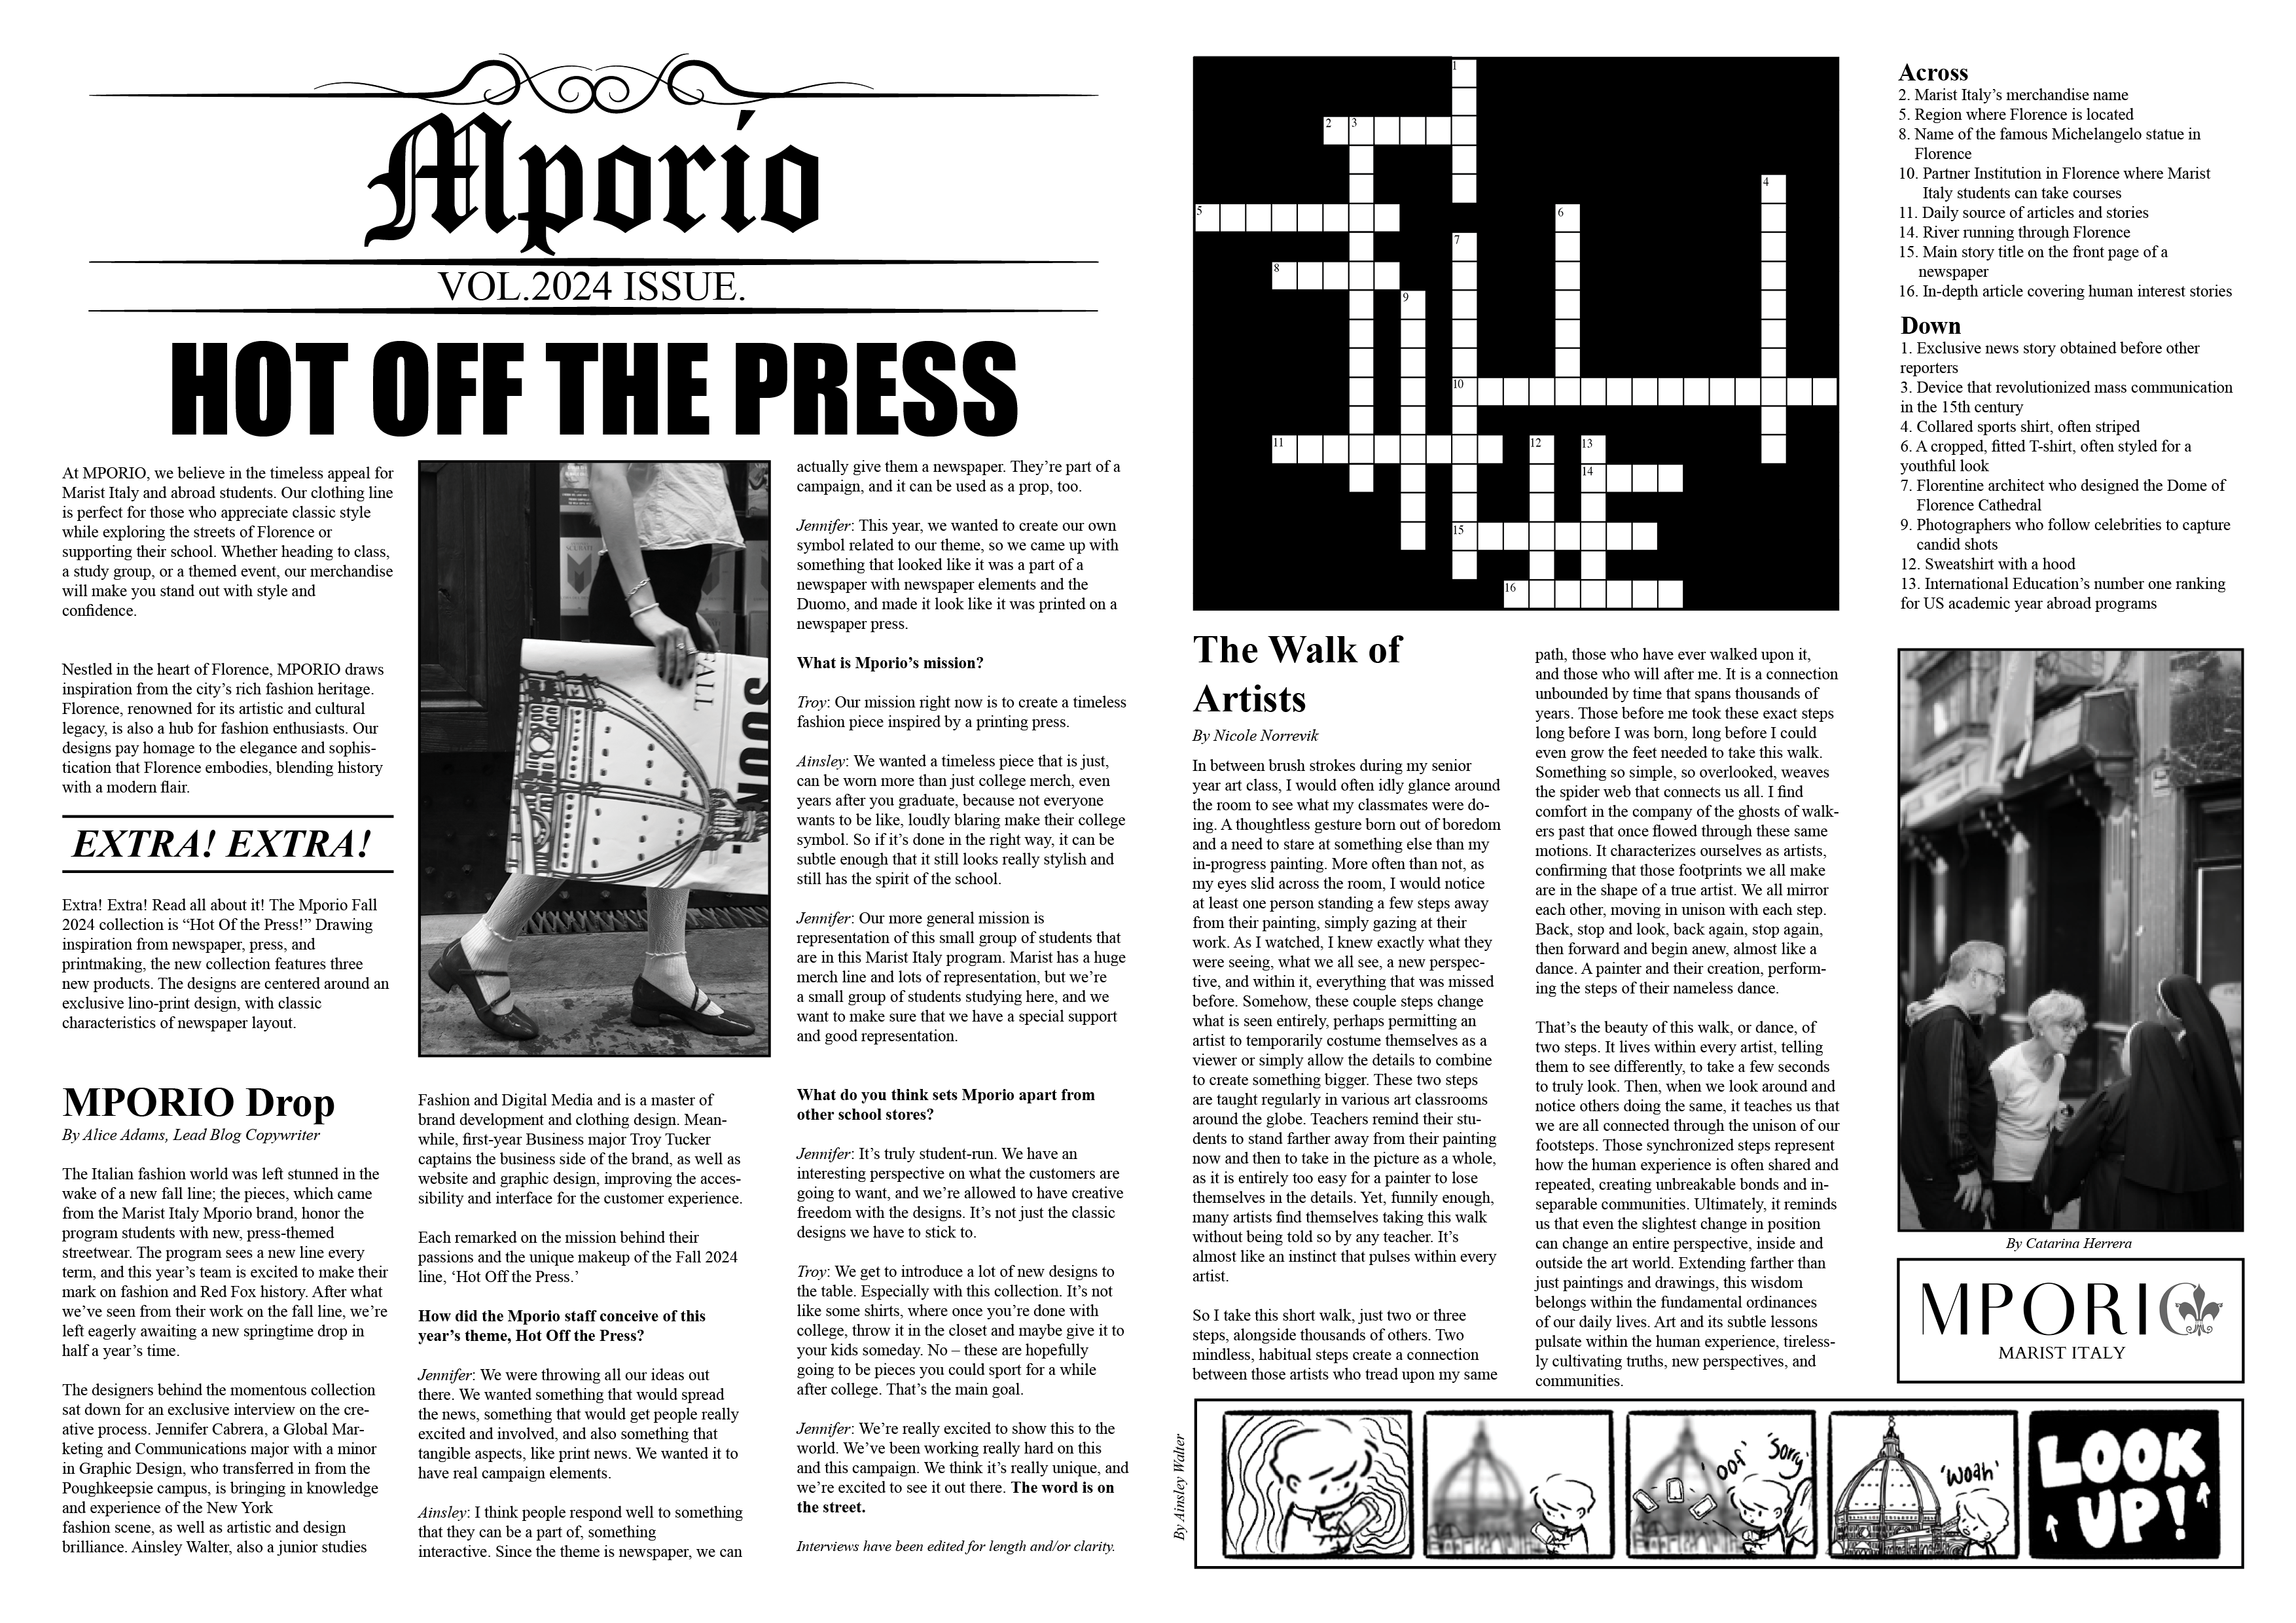 Mporio
VOL.2024 ISSUE.
HOT OFF THE PRESS
At MPORIO, we believe in the timeless appeal for
Marist Italy and abroad students. Our clothing line
is perfect for those who appreciate classic style
while exploring the streets of Florence or
supporting their school. Whether heading to class,
a study group, or a themed event, our merchandise
will make you stand out with style and
confidence.
Nestled in the heart of Florence, MPORIO draws
inspiration from the city's rich fashion heritage.
Florence, renowned for its artistic and cultural
legacy, is also a hub for fashion enthusiasts. Our
designs pay homage to the elegance and sophis-
tication that Florence embodies, blending history
with a modern flair.
EXTRA! EXTRA!
Extra! Extra! Read all about it! The Mporio Fall
2024 collection is “Hot Of the Press!” Drawing
inspiration from newspaper, press, and
printmaking, the new collection features three
new products. The designs are centered around an
exclusive lino-print design, with classic
characteristics of newspaper layout.
MPORIO Drop
By Alice Adams, Lead Blog Copywriter
The Italian fashion world was left stunned in the
wake of a new fall line; the pieces, which came
from the Marist Italy Mporio brand, honor the
program students with new, press-themed
streetwear. The program sees a new line every
term, and this year's team is excited to make their
mark on fashion and Red Fox history. After what
we've seen from their work on the fall line, we're
left eagerly awaiting a new springtime drop in
half a year's time.
The designers behind the momentous collection
sat down for an exclusive interview on the cre-
ative process. Jennifer Cabrera, a Global Mar-
keting and Communications major with a minor
in Graphic Design, who transferred in from the
Poughkeepsie campus, is bringing in knowledge
and experience of the New York
fashion scene, as well as artistic and design
brilliance. Ainsley Walter, also a junior studies
Fashion and Digital Media and is a master of
brand development and clothing design. Mean-
while, first-year Business major Troy Tucker
captains the business side of the brand, as well as
website and graphic design, improving the acces-
sibility and interface for the customer experience.
Each remarked on the mission behind their
passions and the unique makeup of the Fall 2024
line, ‘Hot Off the Press.’
How did the Mporio staff conceive of this
year's theme, Hot Off the Press?
Jennifer: We were throwing all our ideas out
there. We wanted something that would spread
the news, something that would get people really
excited and involved, and also something that
tangible aspects, like print news. We wanted it to
have real campaign elements.
Ainsley: I think people respond well to something
that they can be a part of, something
interactive. Since the theme is newspaper, we can
actually give them a newspaper. They're part of a
campaign, and it can be used as a prop, too.
Jennifer: This year, we wanted to create our own
symbol related to our theme, so we came up with
something that looked like it was a part of a
newspaper with newspaper elements and the
Duomo, and made it look like it was printed on a
newspaper press.
What is Mporio's mission?
Troy: Our mission right now is to create a timeless
fashion piece inspired by a printing press.
Ainsley: We wanted a timeless piece that is just,
can be worn more than just college merch, even
years after you graduate, because not everyone
wants to be like, loudly blaring make their college
symbol. So if it's done in the right way, it can be
subtle enough that it still looks really stylish and
still has the spirit of the school.
Jennifer: Our more general mission is
representation of this small group of students that
are in this Marist Italy program. Marist has a huge
merch line and lots of representation, but we're
a small group of students studying here, and we
want to make sure that we have a special support
and good representation.
What do you think sets Mporio apart from
other school stores?
Jennifer: It's truly student-run. We have an
interesting perspective on what the customers are
going to want, and we're allowed to have creative
freedom with the designs. It's not just the classic
designs we have to stick to.
Troy: We get to introduce a lot of new designs to
the table. Especially with this collection. It's not
like some shirts, where once you're done with
college, throw it in the closet and maybe give it to
your kids someday. No – these are hopefully
going to be pieces you could sport for a while
after college. That's the main goal.
Jennifer: We're really excited to show this to the
world. We've been working really hard on this
and this campaign. We think it's really unique, and
we're excited to see it out there. The word is on
the street.
Interviews have been edited for length and/or clarity.
1
2 3
4
5 6
7
8
9
10
11 12 13
14
15
16
Across
2. Marist Italy's merchandise name
5. Region where Florence is located
8. Name of the famous Michelangelo statue in
Florence
10. Partner Institution in Florence where Marist
Italy students can take courses
11. Daily source of articles and stories
14. River running through Florence
15. Main story title on the front page of a
newspaper
16. In-depth article covering human interest stories
Down
1. Exclusive news story obtained before other
reporters
3. Device that revolutionized mass communication
in the 15th century
4. Collared sports shirt, often striped
6. A cropped, fitted T-shirt, often styled for a
youthful look
7. Florentine architect who designed the Dome of
Florence Cathedral
9. Photographers who follow celebrities to capture
candid shots
12. Sweatshirt with a hood
13. International Education's number one ranking
for US academic year abroad programs
The Walk of
Artists
By Nicole Norrevik
In between brush strokes during my senior
year art class, I would often idly glance around
the room to see what my classmates were do-
ing. A thoughtless gesture born out of boredom
and a need to stare at something else than my
in-progress painting. More often than not, as
my eyes slid across the room, I would notice
at least one person standing a few steps away
from their painting, simply gazing at their
work. As I watched, I knew exactly what they
were seeing, what we all see, a new perspec-
tive, and within it, everything that was missed
before. Somehow, these couple steps change
what is seen entirely, perhaps permitting an
artist to temporarily costume themselves as a
viewer or simply allow the details to combine
to create something bigger. These two steps
are taught regularly in various art classrooms
around the globe. Teachers remind their stu-
dents to stand farther away from their painting
now and then to take in the picture as a whole,
as it is entirely too easy for a painter to lose
themselves in the details. Yet, funnily enough,
many artists find themselves taking this walk
without being told so by any teacher. It's
almost like an instinct that pulses within every
artist.
So I take this short walk, just two or three
steps, alongside thousands of others. Two
mindless, habitual steps create a connection
between those artists who tread upon my same
path, those who have ever walked upon it,
and those who will after me. It is a connection
unbounded by time that spans thousands of
years. Those before me took these exact steps
long before I was born, long before I could
even grow the feet needed to take this walk.
Something so simple, so overlooked, weaves
the spider web that connects us all. I find
comfort in the company of the ghosts of walk-
ers past that once flowed through these same
motions. It characterizes ourselves as artists,
confirming that those footprints we all make
are in the shape of a true artist. We all mirror
each other, moving in unison with each step.
Back, stop and look, back again, stop again,
then forward and begin anew, almost like a
dance. A painter and their creation, perform-
ing the steps of their nameless dance.
That's the beauty of this walk, or dance, of
two steps. It lives within every artist, telling
them to see differently, to take a few seconds
to truly look. Then, when we look around and
notice others doing the same, it teaches us that
we are all connected through the unison of our
footsteps. Those synchronized steps represent
how the human experience is often shared and
repeated, creating unbreakable bonds and in-
separable communities. Ultimately, it reminds
us that even the slightest change in position
can change an entire perspective, inside and
outside the art world. Extending farther than
just paintings and drawings, this wisdom
belongs within the fundamental ordinances
of our daily lives. Art and its subtle lessons
pulsate within the human experience, tireless-
ly cultivating truths, new perspectives, and
communities.
By Catarina Herrera
MPORIO
MARIST ITALY
By Ainsley Walter
'oof' 'sorry'
'woah'
LOOK
UP!